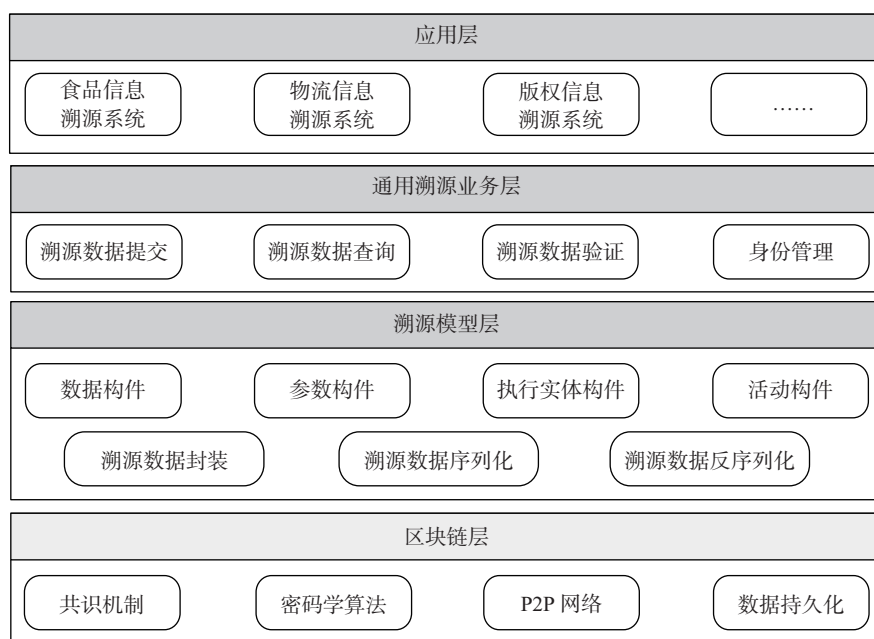 应用层
食品信息
溯源系统
物流信息
溯源系统
版权信息
溯源系统
……
通用溯源业务层
溯源数据提交
溯源数据查询
溯源数据验证
身份管理
溯源模型层
数据构件
参数构件
执行实体构件
活动构件
溯源数据封装
溯源数据序列化
溯源数据反序列化
区块链层
共识机制
密码学算法
P2P 网络
数据持久化